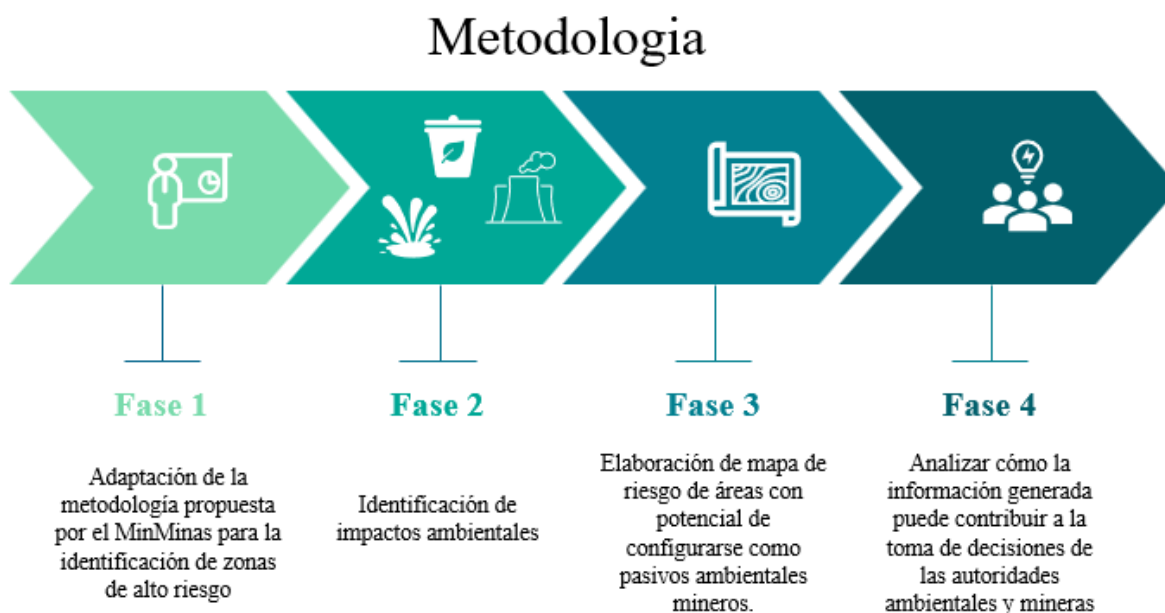 Metodologia
Fase 1
Adaptación de la
metodología propuesta
por el MinMinas para la
identificación de zonas
de alto riesgo
Fase 2
Identificación de
impactos ambientales
Fase 3
Elaboración de mapa de
riesgo de áreas con
potencial de
configurarse como
pasivos ambientales
mineros.
Fase 4
Analizar cómo la
información generada
puede contribuir a la
toma de decisiones de
las autoridades
ambientales y mineras